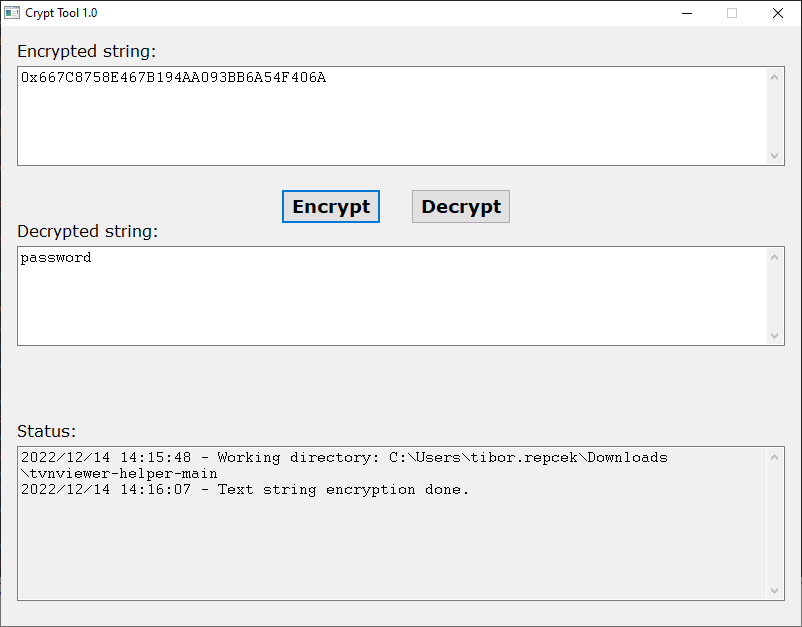 Crypt Tool 1.0
Encrypted string:
0x667C8758E467B194AA093BB6A54F406A
Encrypt Decrypt
Decrypted string:
password
Status:
2022/12/14 14:15:48 - Working directory: C:\Users\tibor.repcek\Downloads
\tvnviewer-helper-main
2022/12/14 14:16:07 - Text string encryption done.